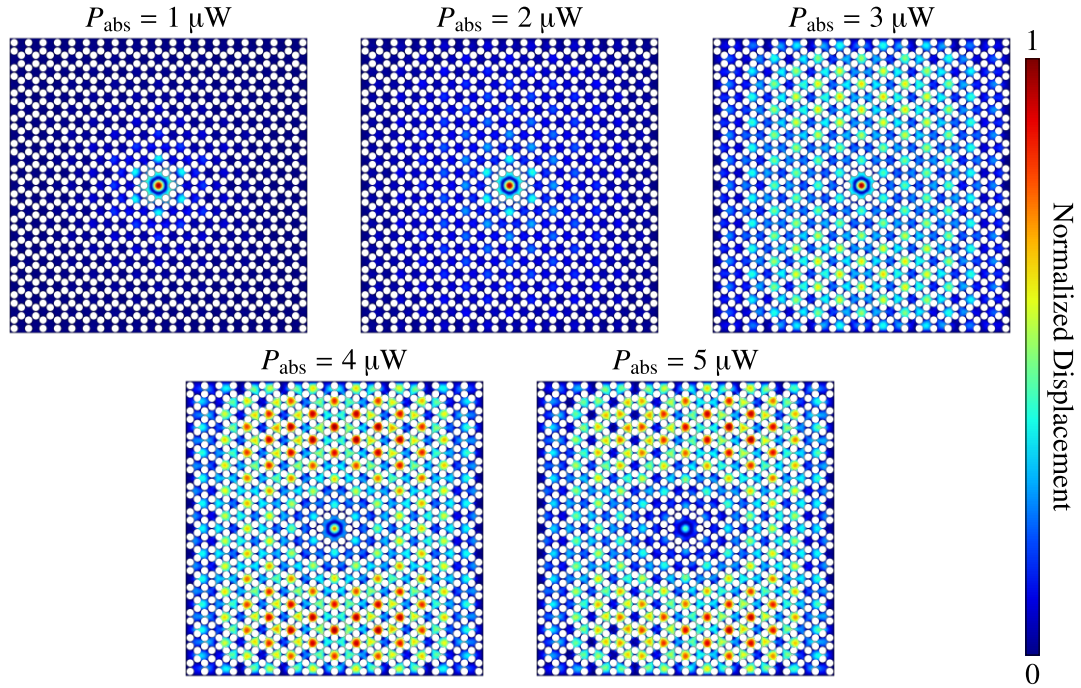 P_abs = 1 μW
P_abs = 2 μW
P_abs = 3 μW
1
Normalized Displacement
0
P_abs = 4 μW
P_abs = 5 μW